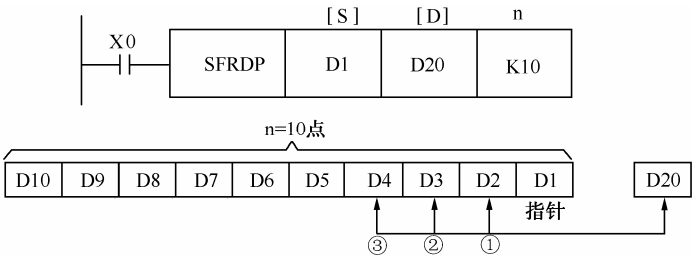 [S] [D] n
X0
SFRDP D1 D20 K10
n=10点
D10 D9 D8 D7 D6 D5 D4 D3 D2 D1 D20
指针
③ ② ①